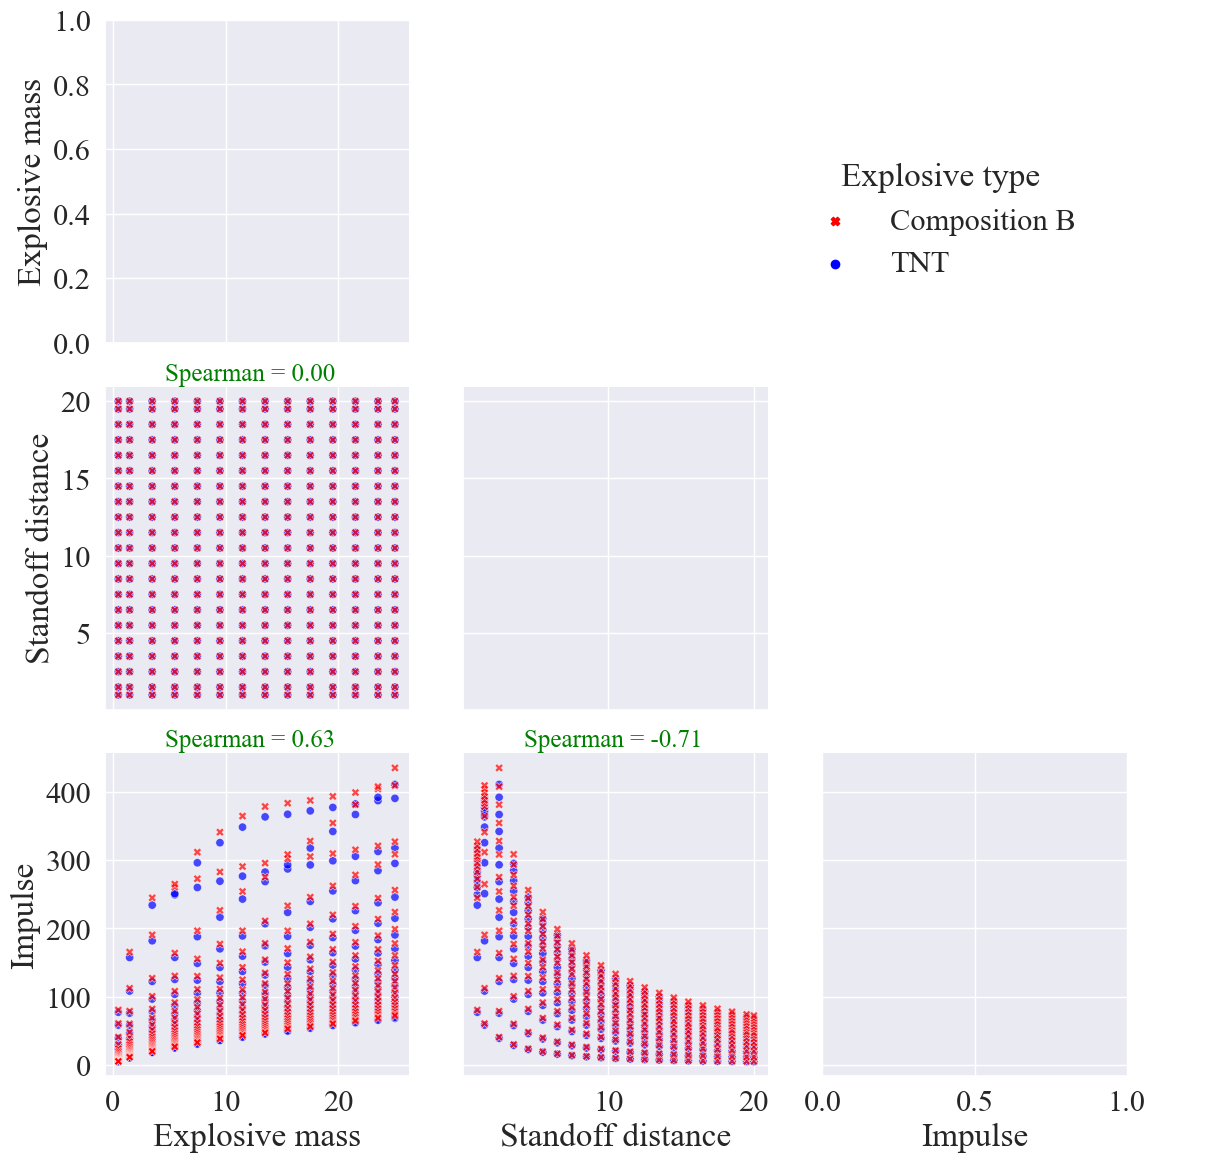 1.0
0.8
0.6
0.4
0.2
0.0
Explosive mass
Explosive type
Composition B
TNT
Spearman = 0.00
20
15
10
5
Standoff distance
Spearman = 0.63
Spearman = -0.71
400
300
200
100
0
Impulse
0 10 20
10 20
0.0 0.5 1.0
Explosive mass
Standoff distance
Impulse